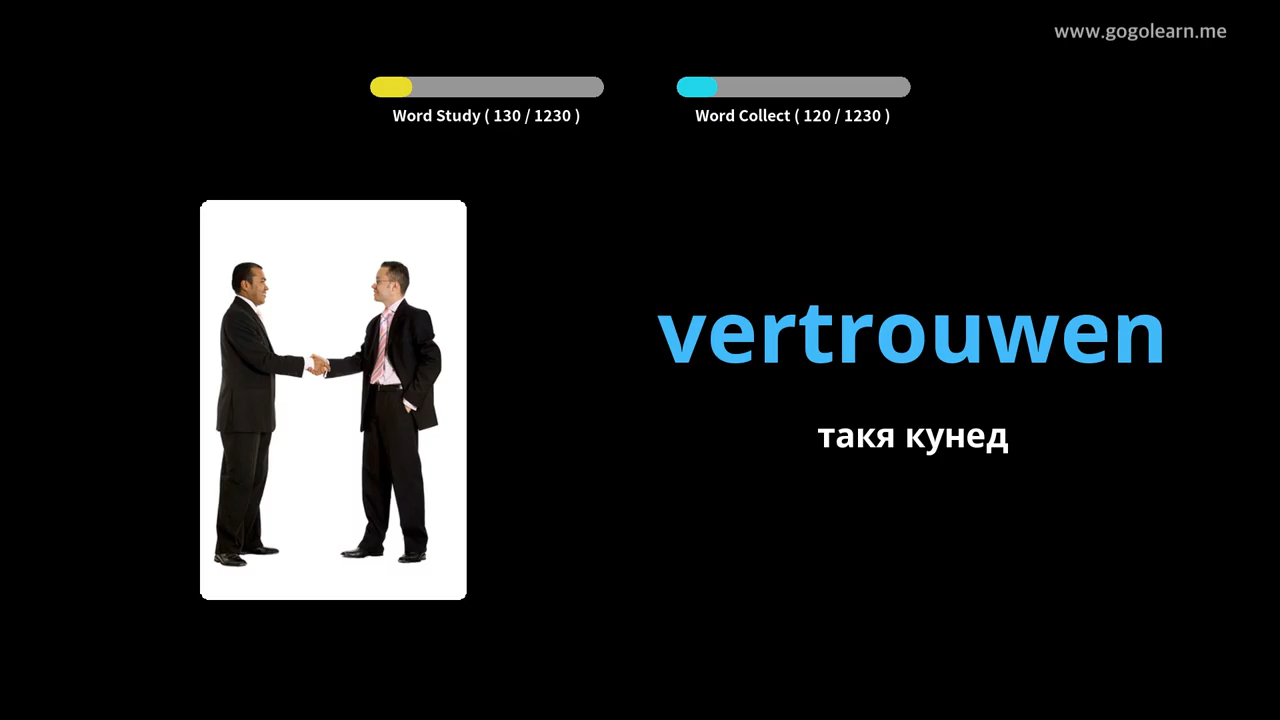 www.gogolearn.me
Word Study ( 130 / 1230 )
Word Collect ( 120 / 1230 )
vertrouwen
такя кунед